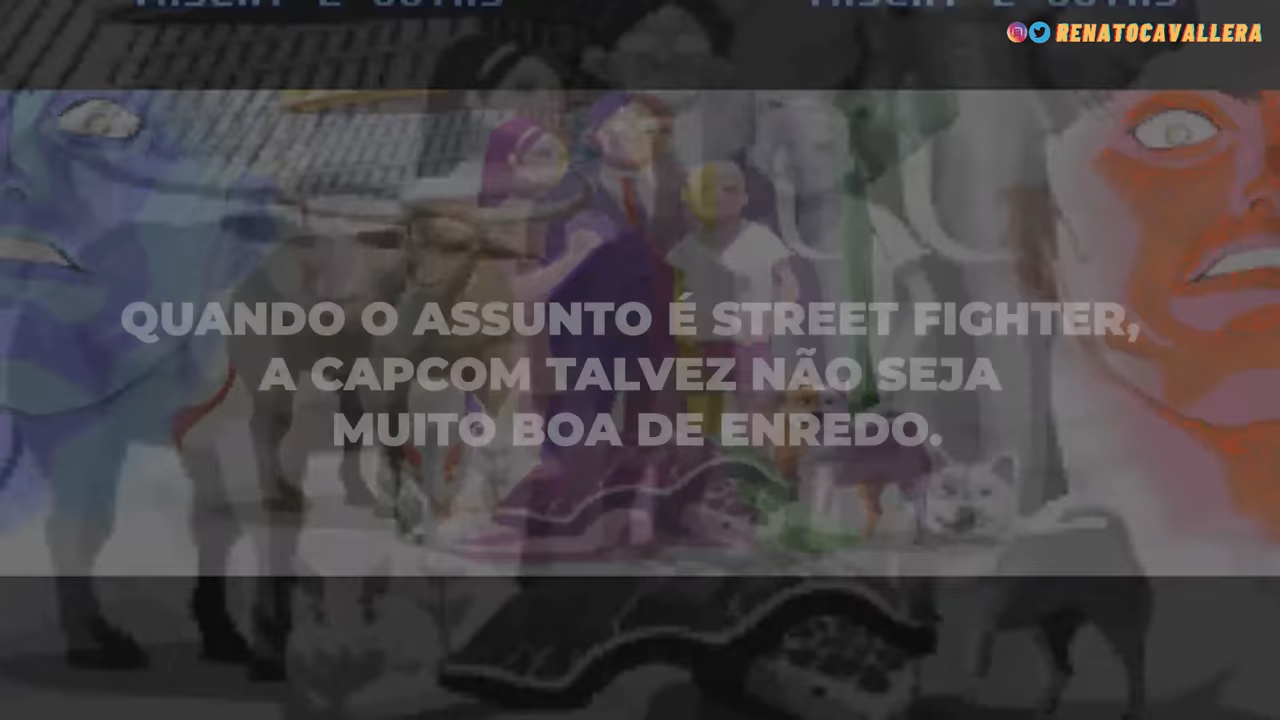 RENATOCAVALLERA
QUANDO O ASSUNTO É STREET FIGHTER,
A CAPCOM TALVEZ NÃO SEJA
MUITO BOA DE ENREDO.